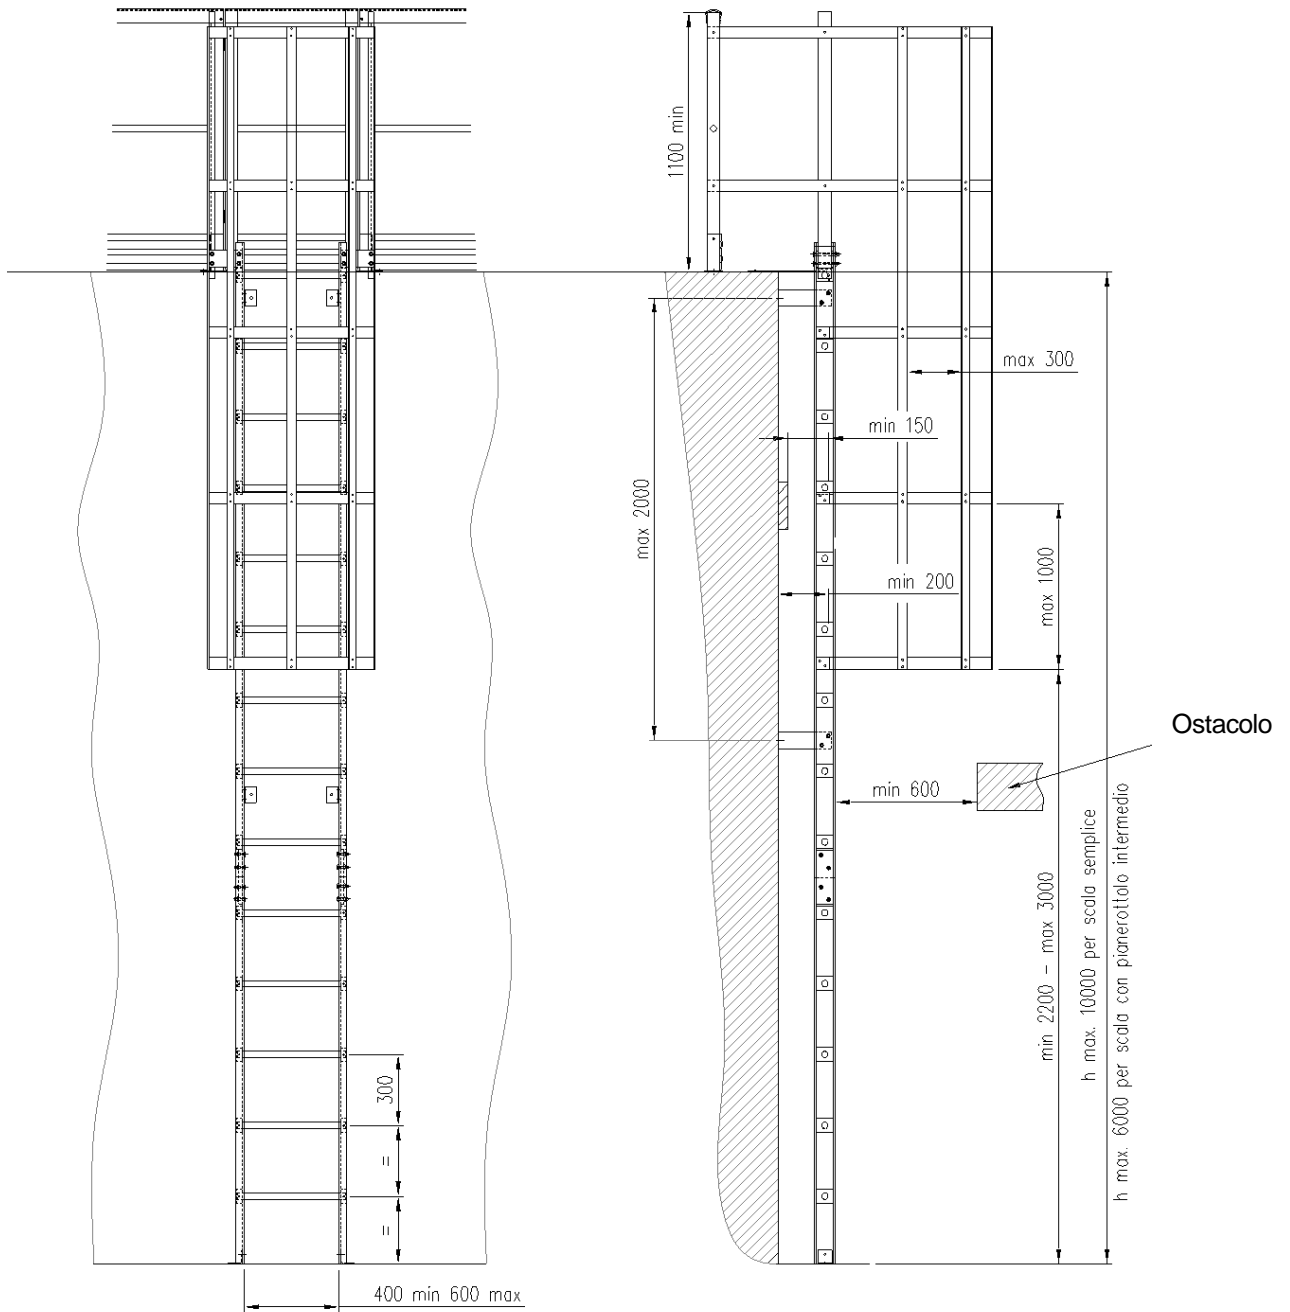 1100 min
max 300
min 150
max 2000
min 200
max 1000
Ostacolo
min 600
min 2200 - max 3000
h max. 10000 per scala semplice
h max. 6000 per scala con pianerottolo intermedio
300
=
=
400 min 600 max